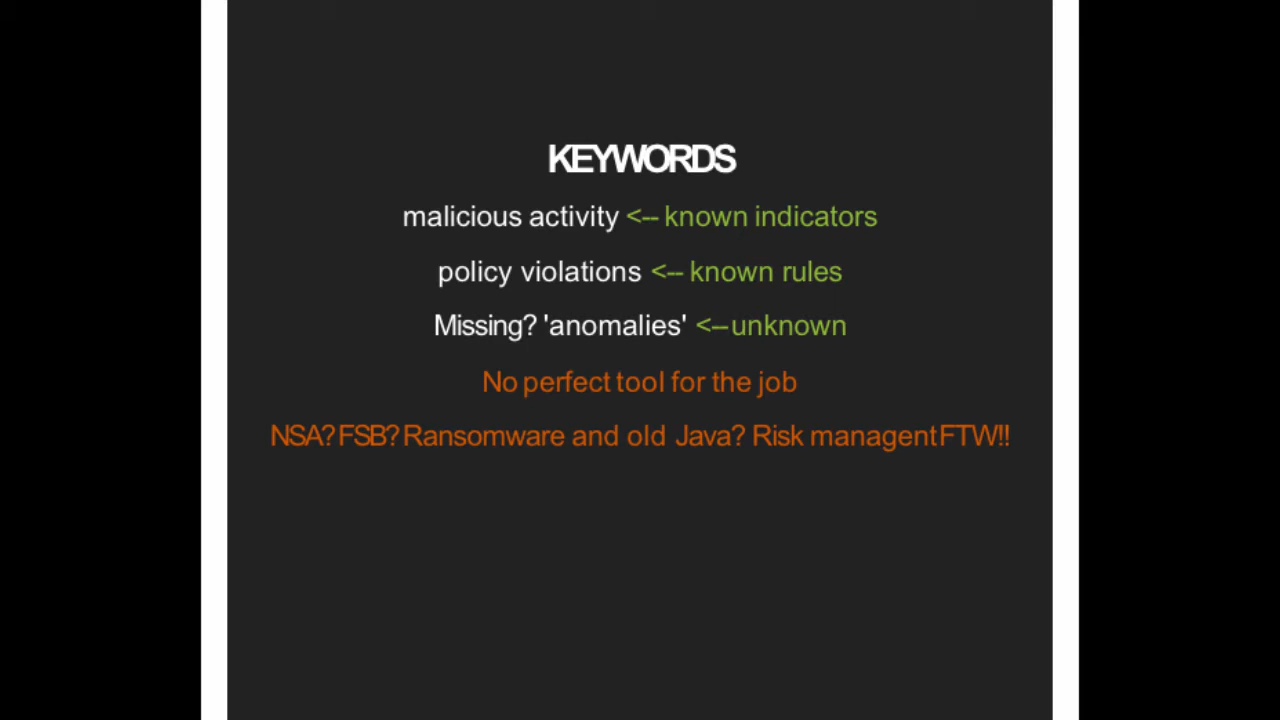 KEYWORDS
malicious activity <-- known indicators
policy violations <-- known rules
Missing? 'anomalies' <-- unknown
No perfect tool for the job
NSA? FSB? Ransomware and old Java? Risk managent FTW!!